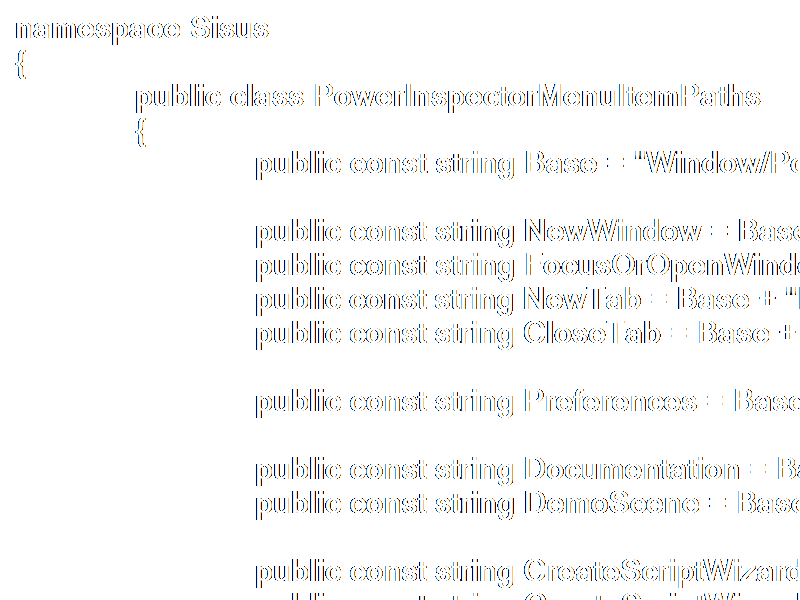 namespace Sisus
{
public class PowerInspectorMenuItemPaths
{
public const string Base = "Window/Po
public const string NewWindow = Base
public const string FocusOrOpenWindo
public const string NewTab = Base + "
public const string CloseTab = Base +
public const string Preferences = Base
public const string Documentation = Ba
public const string DemoScene = Base
public const string CreateScriptWizard